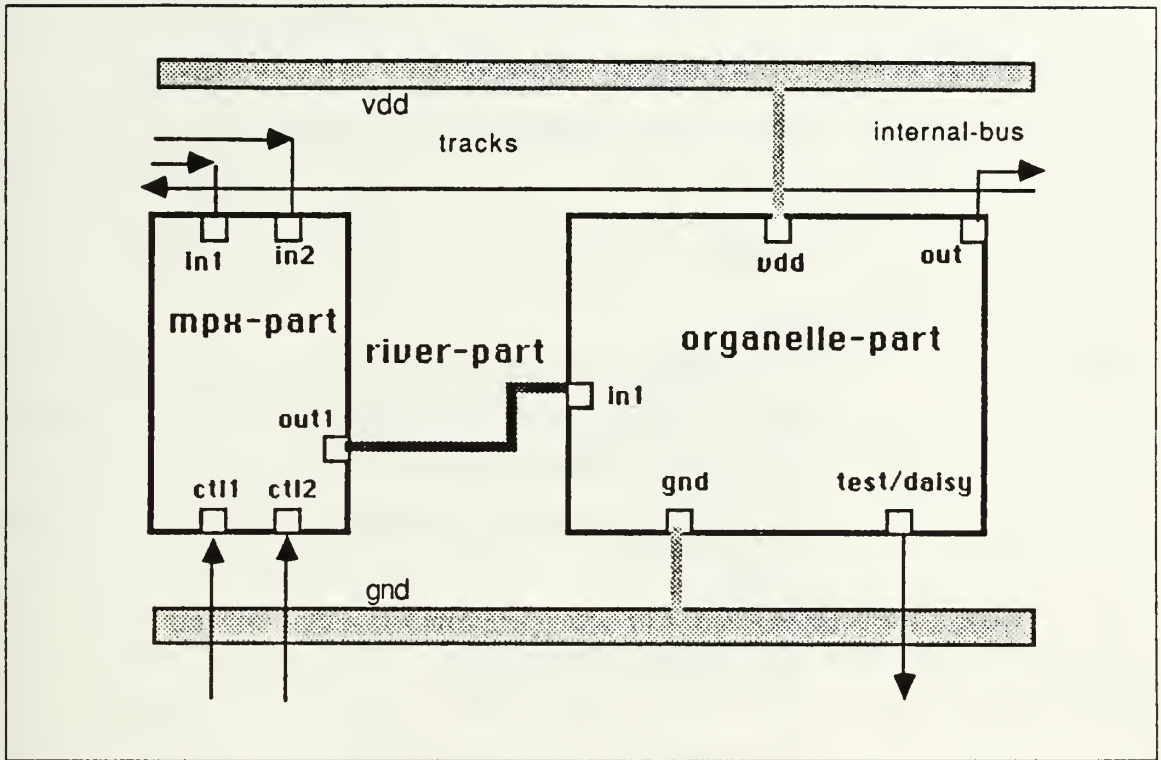 vdd
tracks
internal-bus
in1
in2
vdd
out
mpx-part
river-part
organelle-part
in1
out1
ctl1
ctl2
gnd
test/daisy
gnd